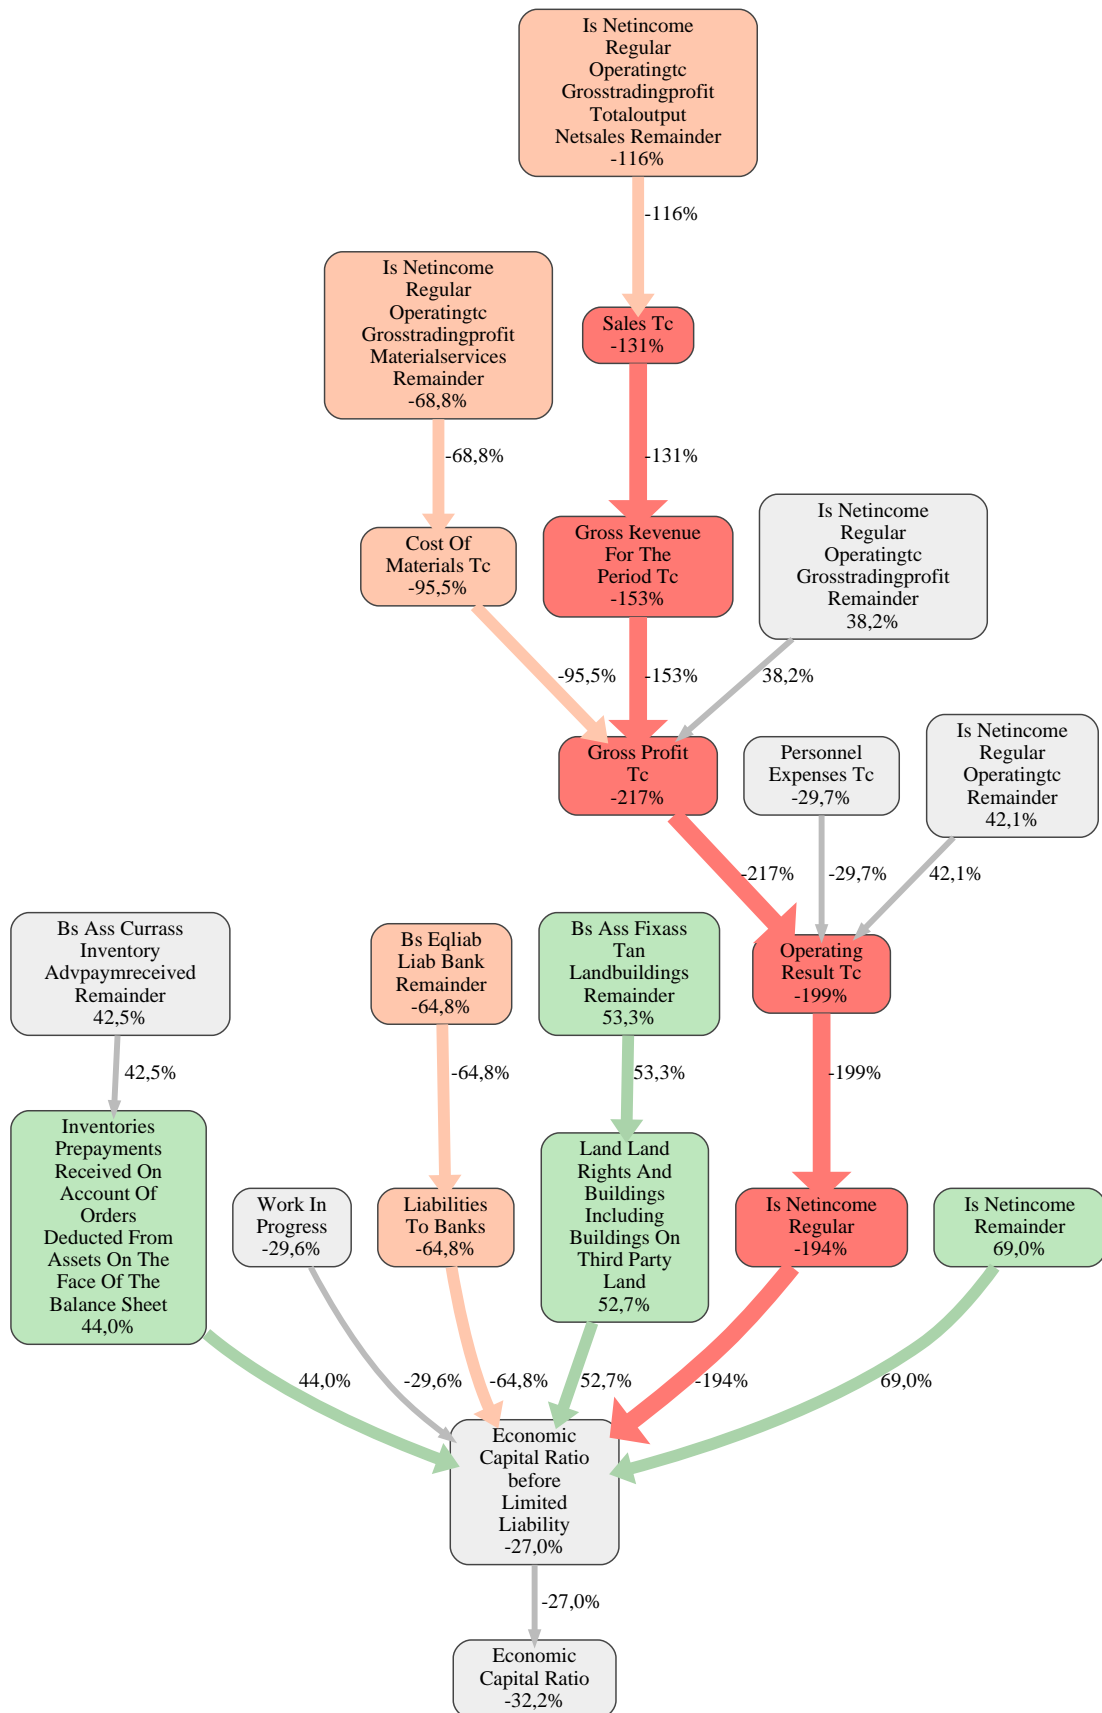 Is Netincome
Regular
Operatingtc
Grosstradingprofit
Totaloutput
Netsales Remainder
-116%
-116%
Is Netincome
Regular
Operatingtc
Grosstradingprofit
Materialservices
Remainder
-68,8%
Sales Tc
-131%
-68,8%
-131%
Is Netincome
Regular
Operatingtc
Grosstradingprofit
Remainder
38,2%
Cost Of
Materials Tc
-95,5%
Gross Revenue
For The
Period Tc
-153%
-95,5%
-153%
38,2%
Gross Profit
Tc
-217%
Personnel
Expenses Tc
-29,7%
Is Netincome
Regular
Operatingtc
Remainder
42,1%
-217%
-29,7%
42,1%
Bs Ass Currass
Inventory
Advpaymreceived
Remainder
42,5%
Bs Eqliab
Liab Bank
Remainder
-64,8%
Bs Ass Fixass
Tan
Landbuildings
Remainder
53,3%
Operating
Result Tc
-199%
42,5%
-64,8%
53,3%
-199%
Inventories
Prepayments
Received On
Account Of
Orders
Deducted From
Assets On The
Face Of The
Balance Sheet
44,0%
Work In
Progress
-29,6%
Liabilities
To Banks
-64,8%
Land Land
Rights And
Buildings
Including
Buildings On
Third Party
Land
52,7%
Is Netincome
Regular
-194%
Is Netincome
Remainder
69,0%
44,0%
-29,6%
-64,8%
52,7%
-194%
69,0%
Economic
Capital Ratio
before
Limited
Liability
-27,0%
-27,0%
Economic
Capital Ratio
-32,2%